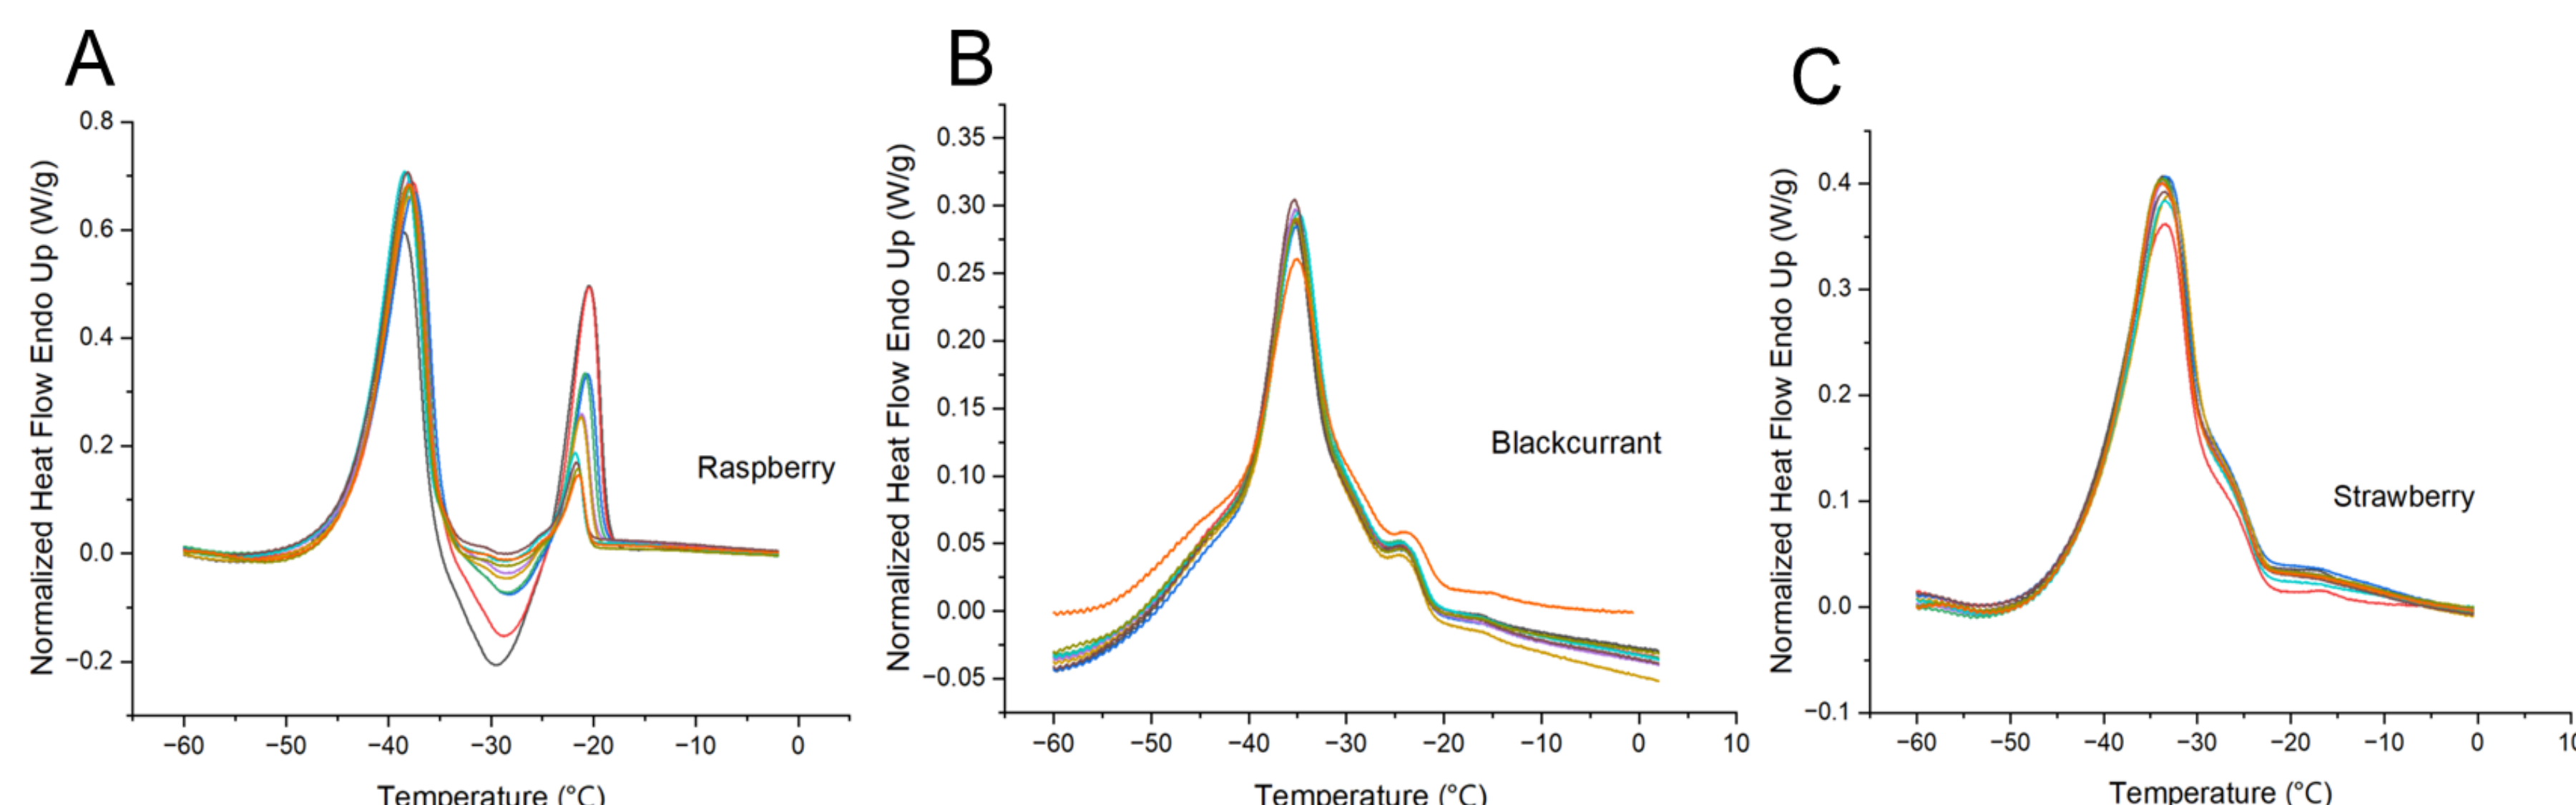 A
Normalized Heat Flow Endo Up (W/g)
0.8
0.6
0.4
0.2
0.0
−0.2
Raspberry
−60 −50 −40 −30 −20 −10 0
Temperature (°C)
B
Normalized Heat Flow Endo Up (W/g)
0.35
0.30
0.25
0.20
0.15
0.10
0.05
0.00
−0.05
Blackcurrant
−60 −50 −40 −30 −20 −10 0 10
Temperature (°C)
C
Normalized Heat Flow Endo Up (W/g)
0.4
0.3
0.2
0.1
0.0
−0.1
Strawberry
−60 −50 −40 −30 −20 −10 0 10
Temperature (°C)